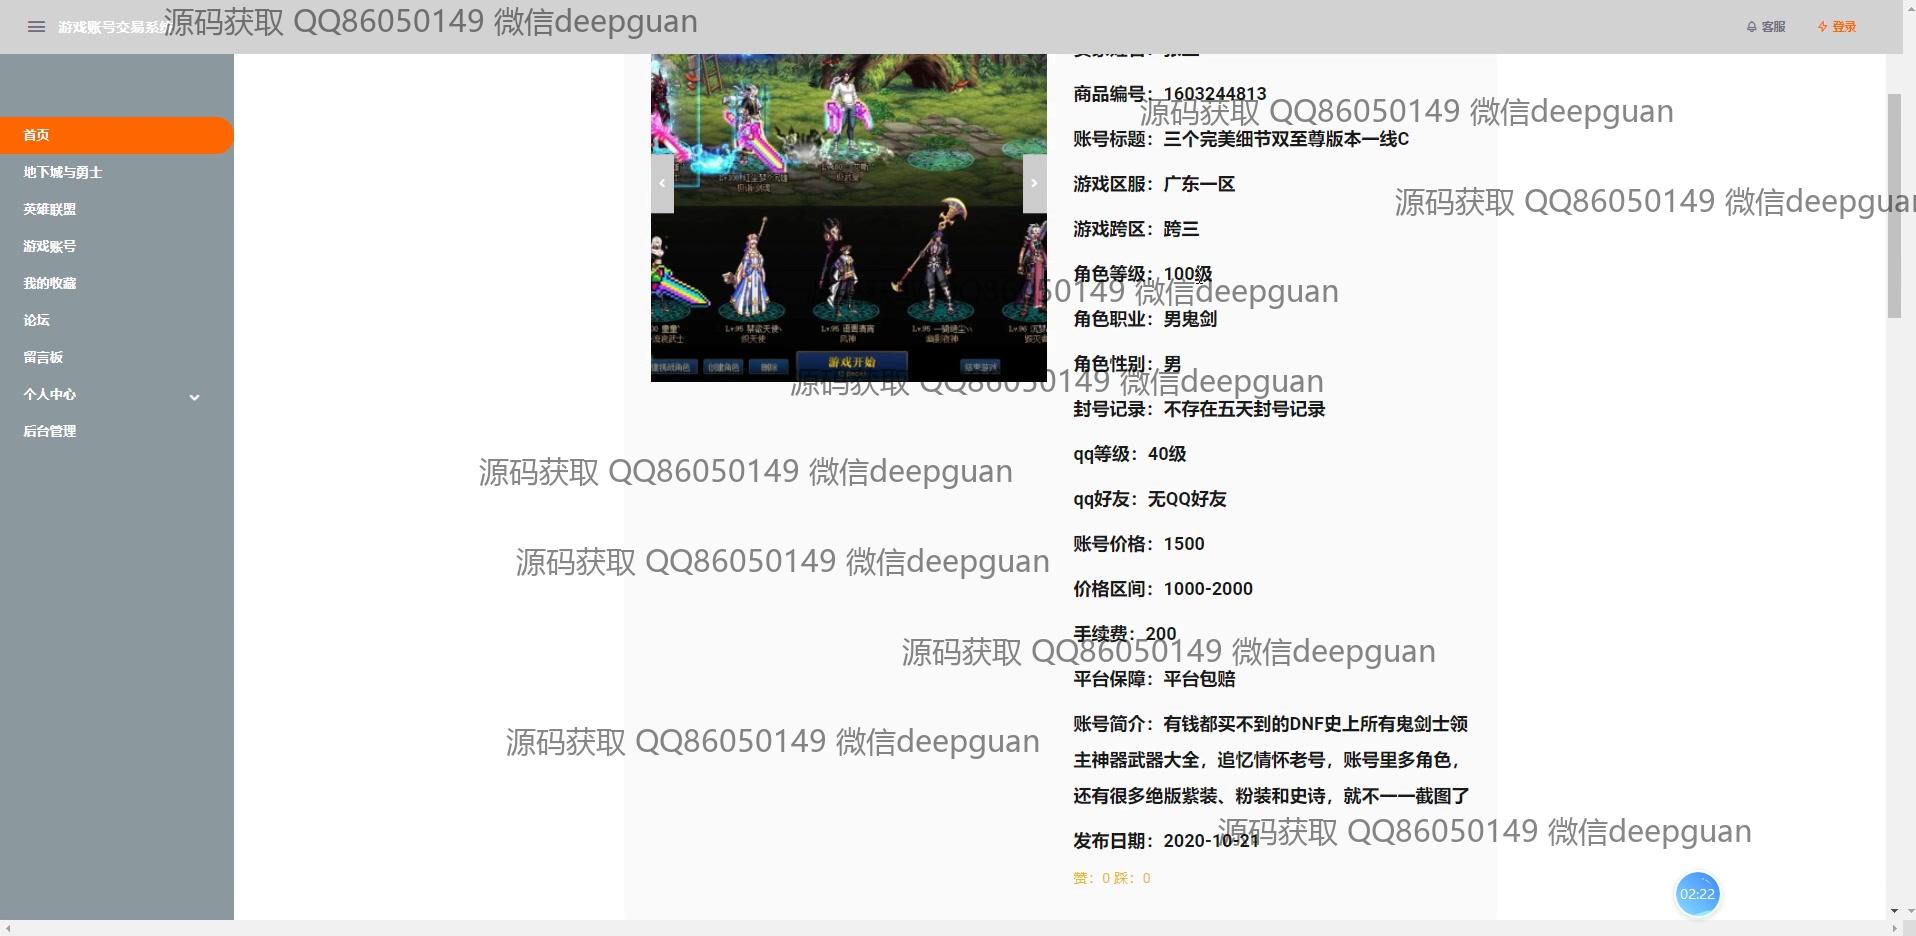 游戏账号交易系统
源码获取 QQ86050149 微信deepguan
客服
登录
首页
地下城与勇士
英雄联盟
游戏账号
我的收藏
论坛
留言板
个人中心
后台管理
商品编号：1603244813
源码获取 QQ86050149 微信deepguan
账号标题：三个完美细节双至尊版本一线C
游戏区服：广东一区
源码获取 QQ86050149 微信deepguan
游戏跨区：跨三
角色等级：100级
50149 微信deepguan
角色职业：男鬼剑
游戏开始
创建角色
删除
结束游戏
角色性别：男
源码获取 QQ86050149 微信deepguan
封号记录：不存在五天封号记录
qq等级：40级
源码获取 QQ86050149 微信deepguan
qq好友：无QQ好友
账号价格：1500
源码获取 QQ86050149 微信deepguan
价格区间：1000-2000
手续费：200
源码获取 QQ86050149 微信deepguan
平台保障：平台包赔
账号简介：有钱都买不到的DNF史上所有鬼剑士领
源码获取 QQ86050149 微信deepguan
主神器武器大全，追忆情怀老号，账号里多角色，
还有很多绝版紫装、粉装和史诗，就不一一截图了
源码获取 QQ86050149 微信deepguan
发布日期：2020-10-21
赞：0 踩：0
02:22